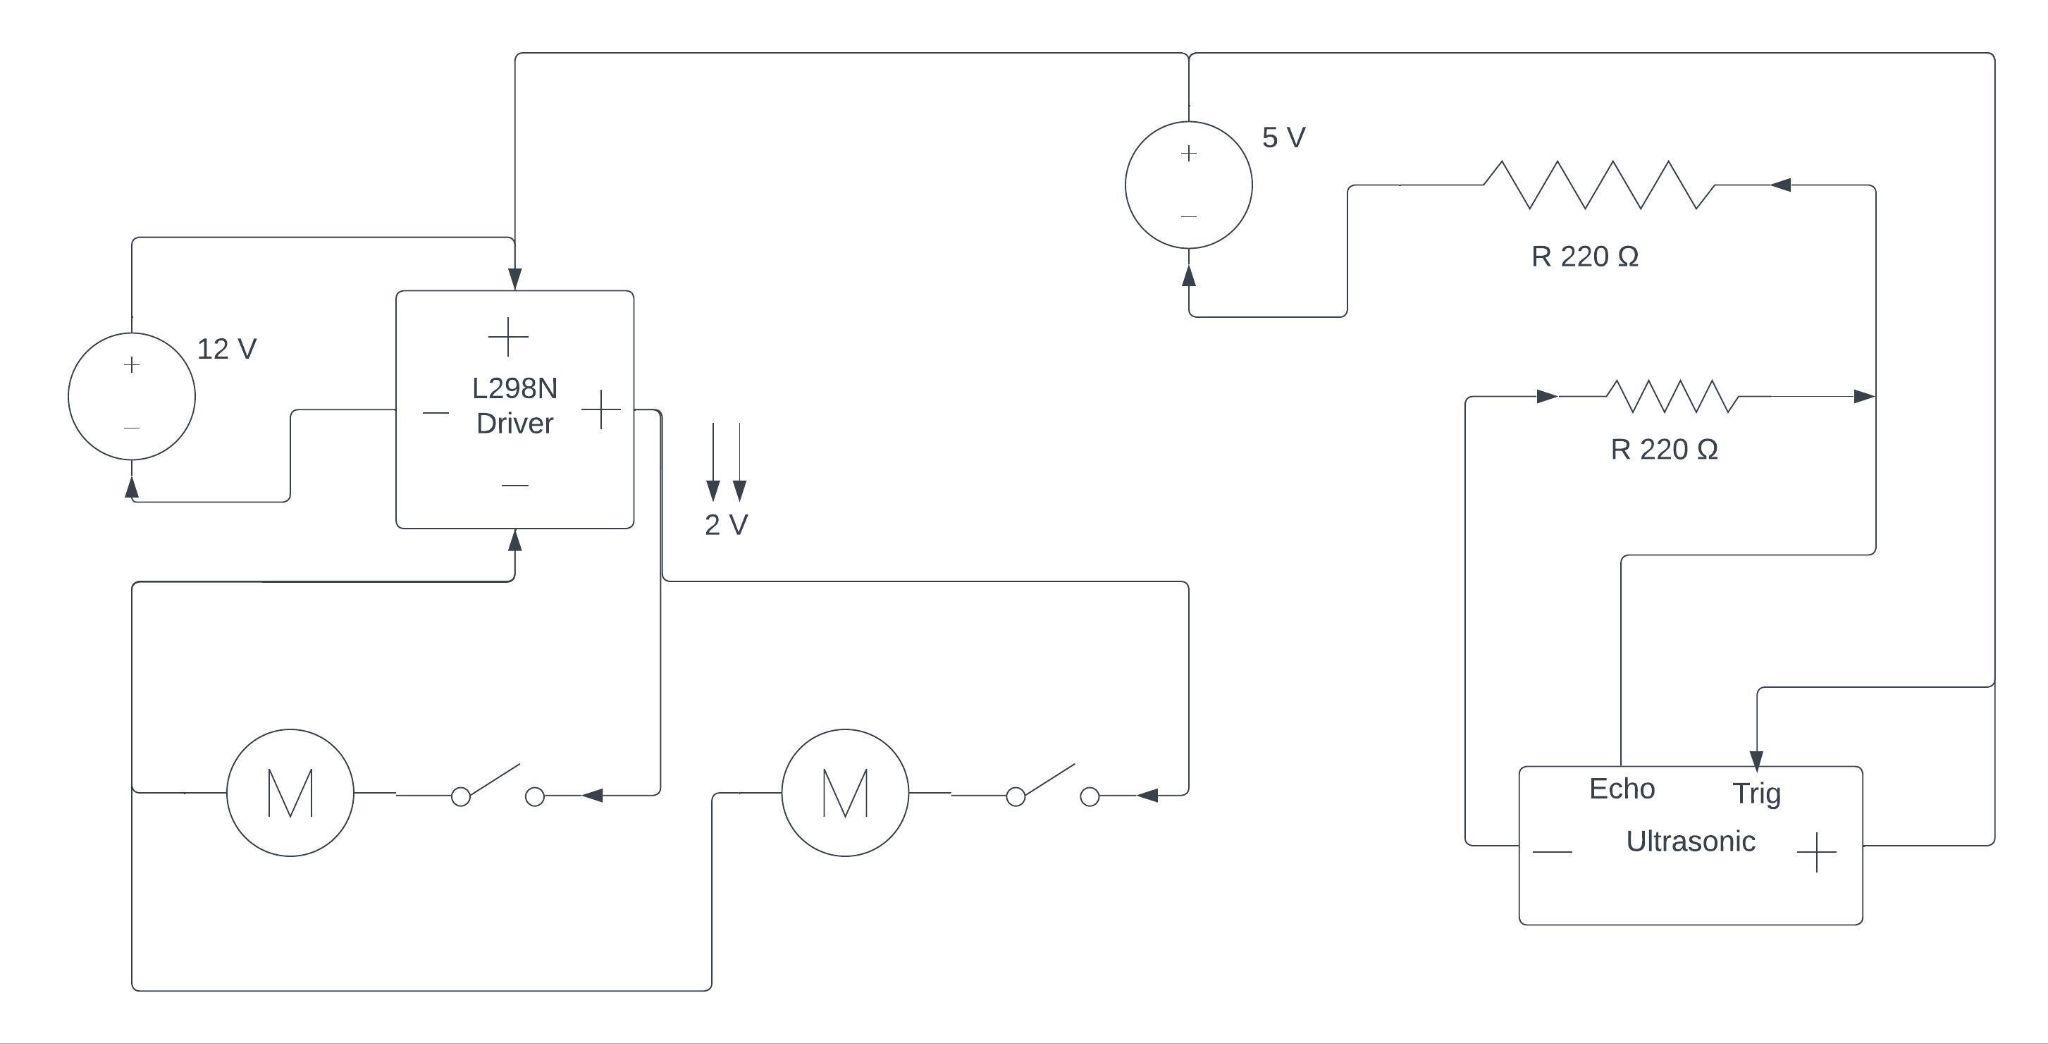 5 V
R 220 Ω
12 V
+
−
+
−
+
L298N
Driver
−
+
−
2 V
R 220 Ω
M
M
Echo
Trig
Ultrasonic
−
+